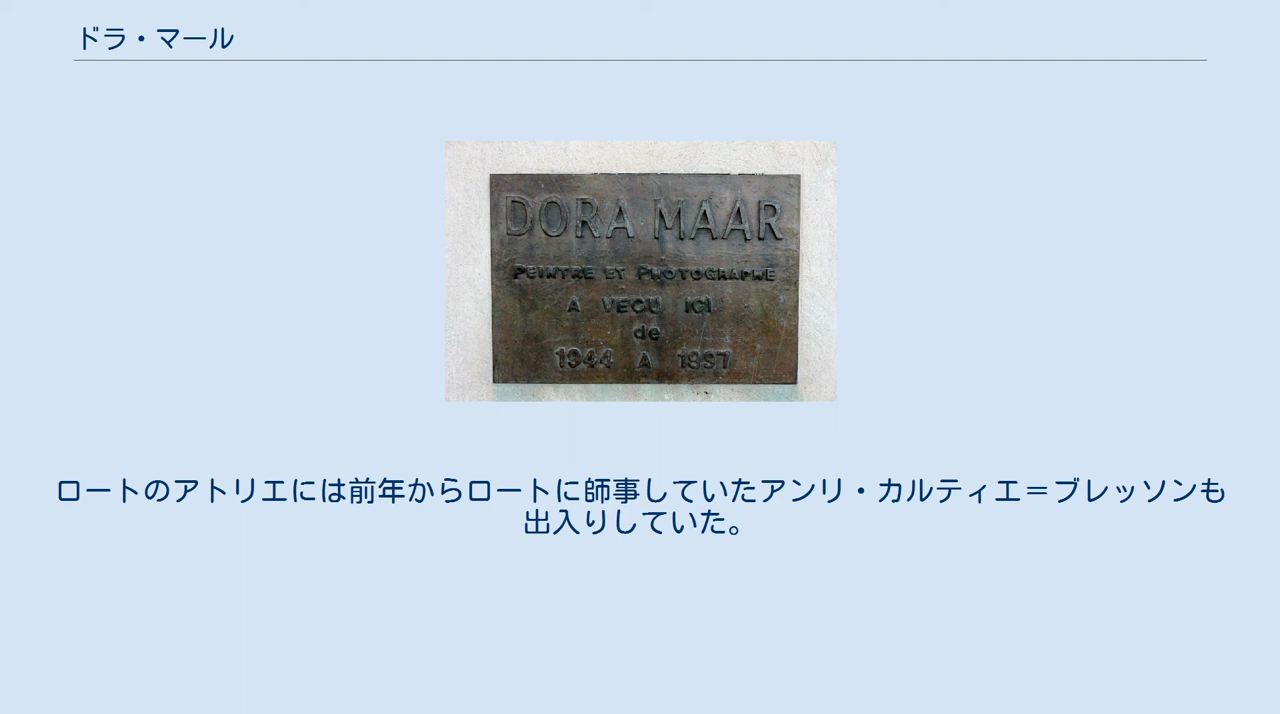 ドラ・マール
DORA MAAR
PEINTRE ET PHOTOGRAPHE
A VECU ICI
de
1944 A 1997
ロートのアトリエには前年からロートに師事していたアンリ・カルティエ＝ブレッソンも
出入りしていた。